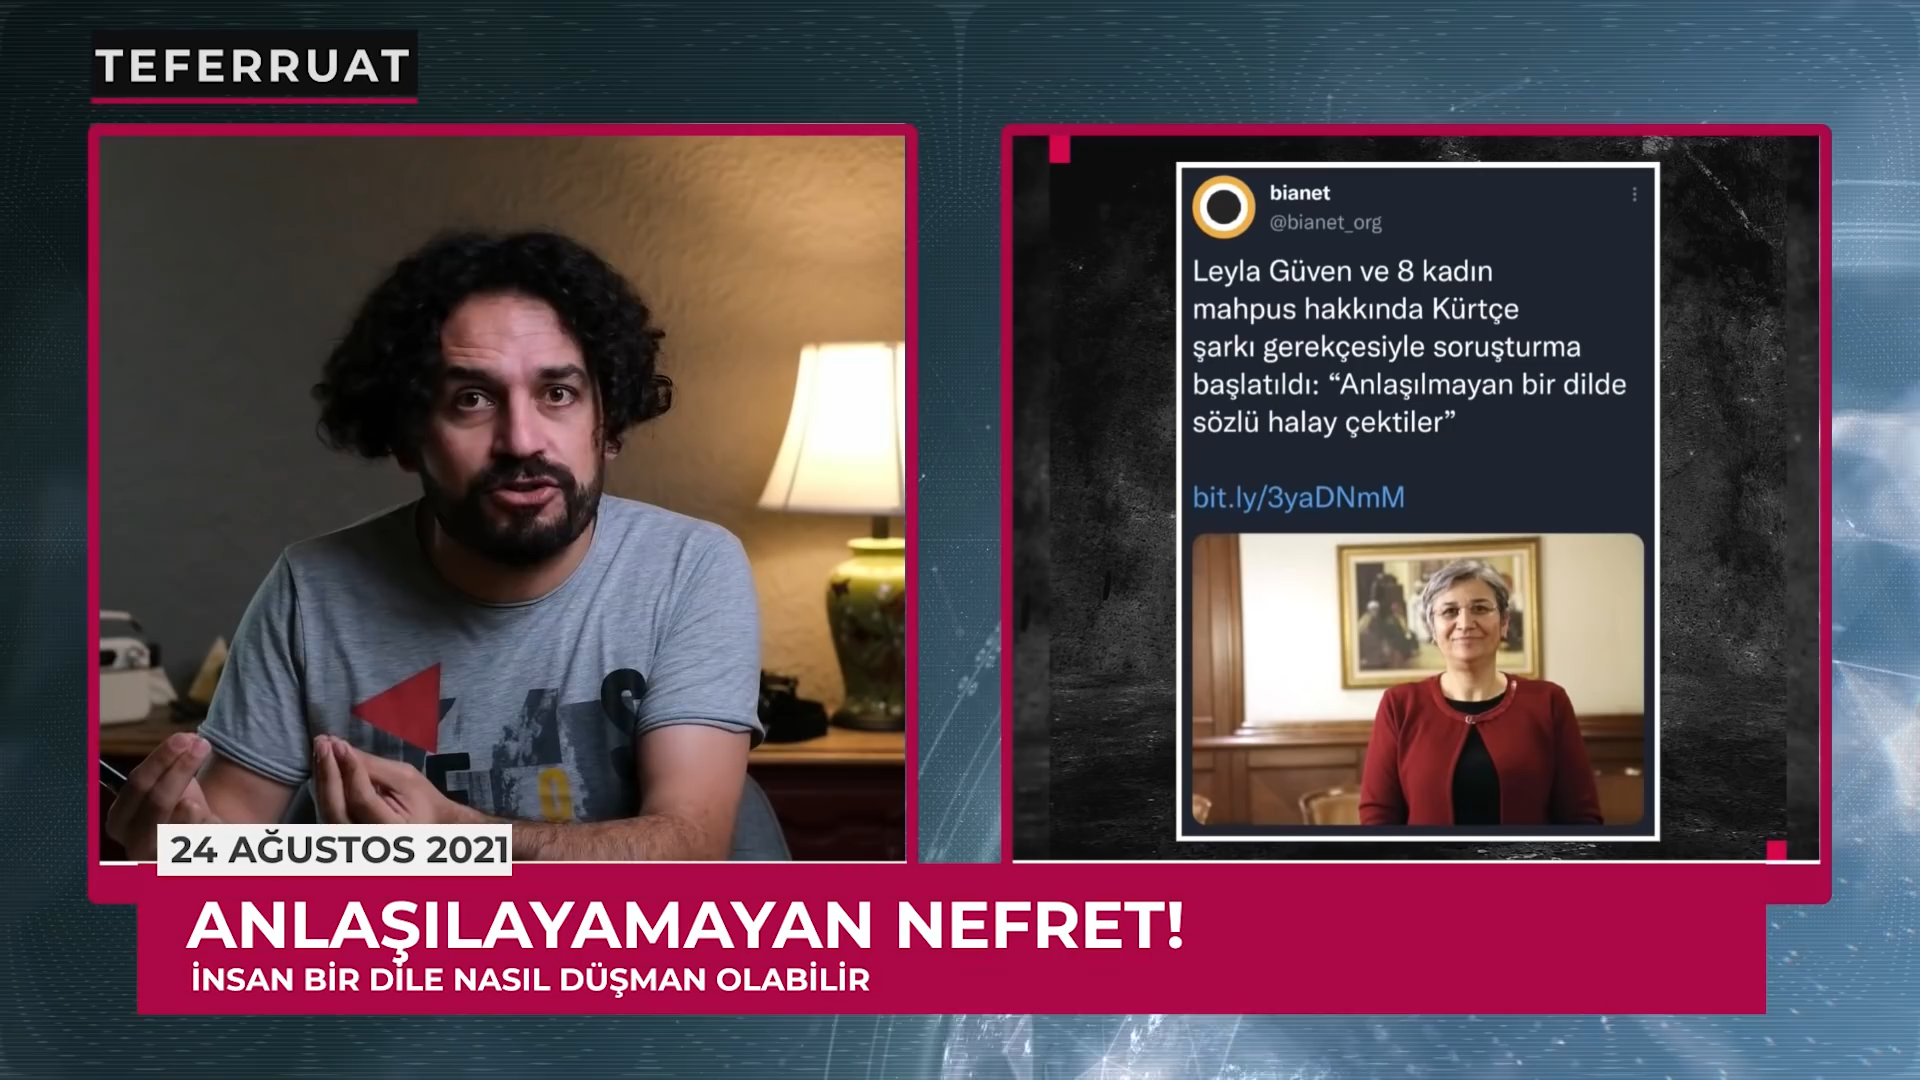 TEFERRUAT
bianet
@bianet_org
Leyla Güven ve 8 kadın
mahpus hakkında Kürtçe
şarkı gerekçesiyle soruşturma
başlatıldı: “Anlaşılmayan bir dilde
sözlü halay çektiler”
bit.ly/3yaDNmM
24 AĞUSTOS 2021
ANLAŞILAYAMAYAN NEFRET!
İNSAN BİR DİLE NASIL DÜŞMAN OLABİLİR